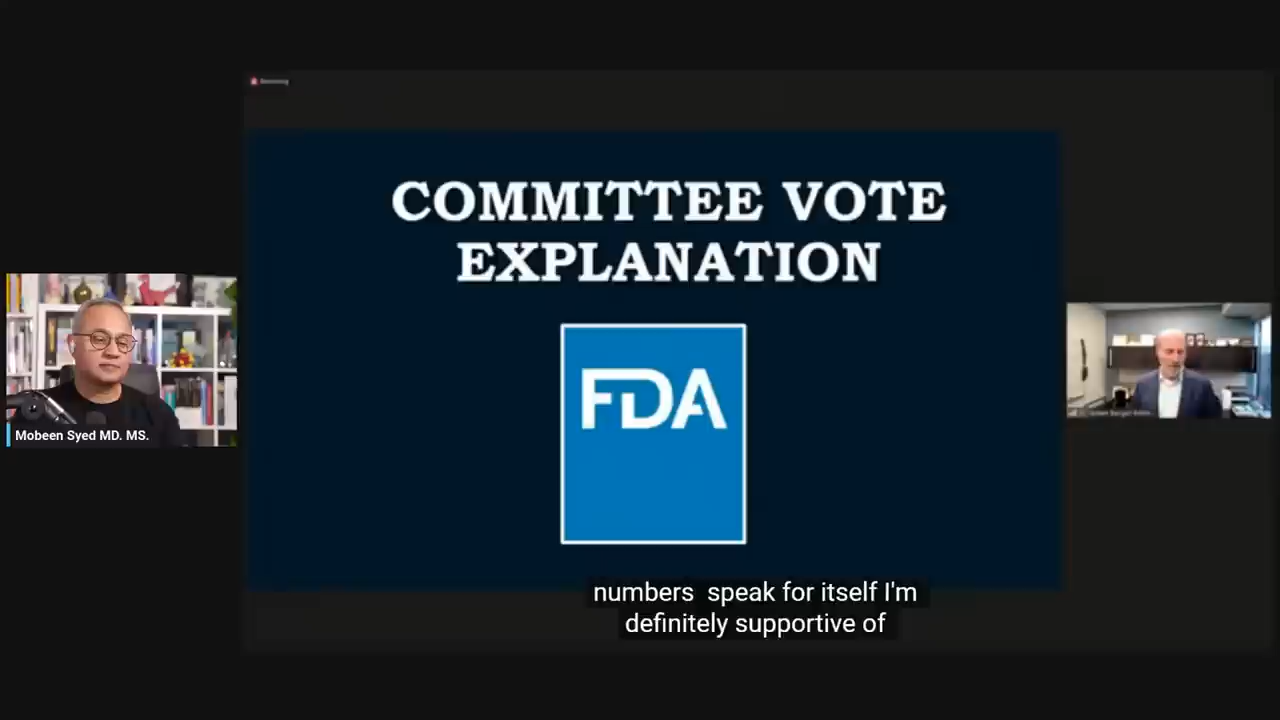 COMMITTEE VOTE
EXPLANATION
FDA
Mobeen Syed MD. MS.
numbers speak for itself I'm
definitely supportive of